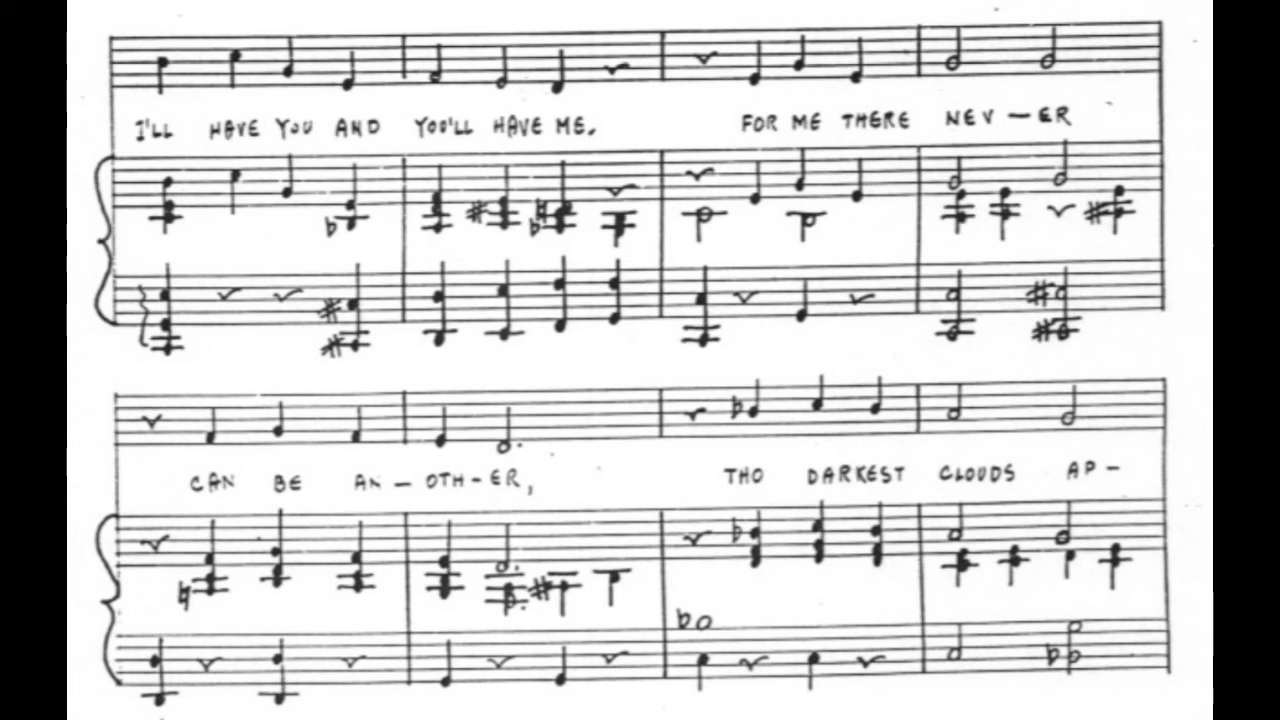 I'LL HAVE YOU AND YOU'LL HAVE ME. FOR ME THERE NEV-ER
CAN BE AN-OTH-ER, THO DARKEST CLOUDS AP-